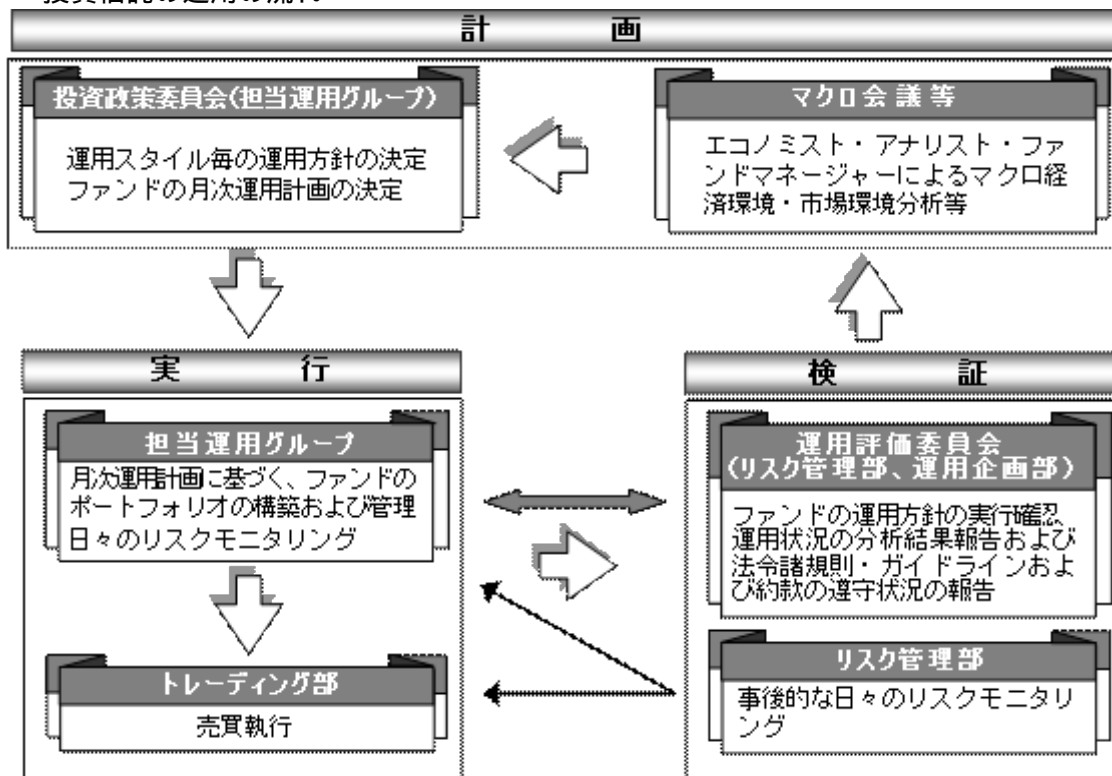 投資信託の運用の流れ
計 画
投資政策委員会(担当運用グループ)
運用スタイル毎の運用方針の決定
ファンドの月次運用計画の決定
マクロ会議等
エコノミスト・アナリスト・ファ
ンドマネージャーによるマクロ経
済環境・市場環境分析等
実 行
担当運用グループ
月次運用計画に基づく、ファンドの
ポートフォリオの構築および管理
日々のリスクモニタリング
トレーディング部
売買執行
検 証
運用評価委員会
(リスク管理部、運用企画部)
ファンドの運用方針の実行確認
運用状況の分析結果報告および
法令諸規則・ガイドラインおよ
び約款の遵守状況の報告
リスク管理部
事後的な日々のリスクモニタリ
ング